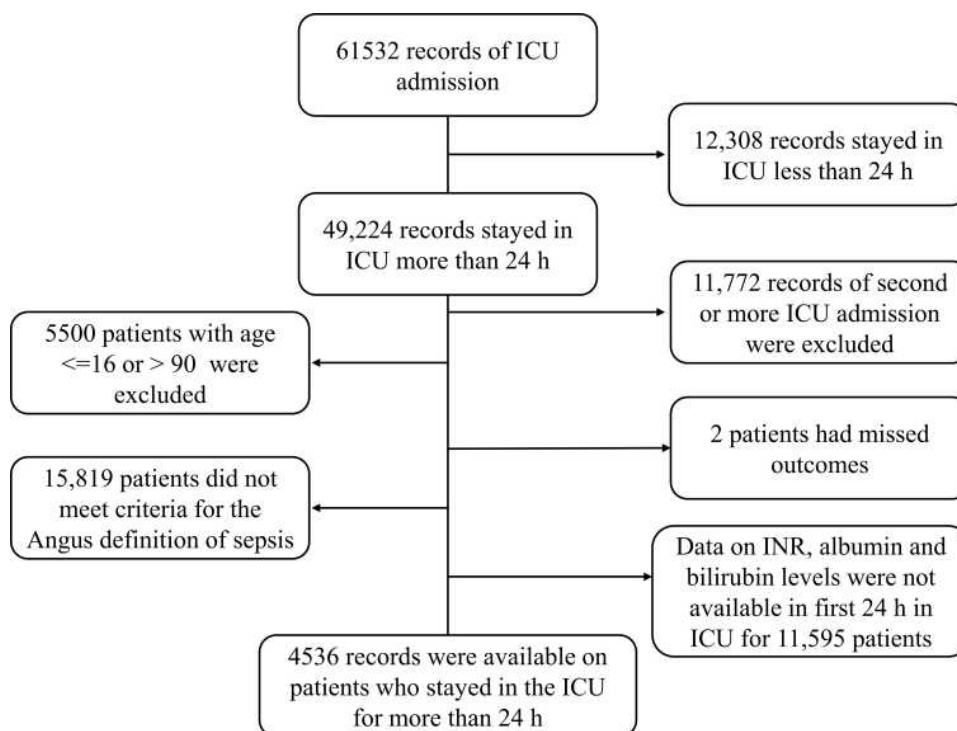 61532 records of ICU
admission
12,308 records stayed in
ICU less than 24 h
49,224 records stayed in
ICU more than 24 h
11,772 records of second
or more ICU admission
were excluded
5500 patients with age
<=16 or > 90 were
excluded
2 patients had missed
outcomes
15,819 patients did not
meet criteria for the
Angus definition of sepsis
Data on INR, albumin and
bilirubin levels were not
available in first 24 h in
ICU for 11,595 patients
4536 records were available on
patients who stayed in the ICU
for more than 24 h